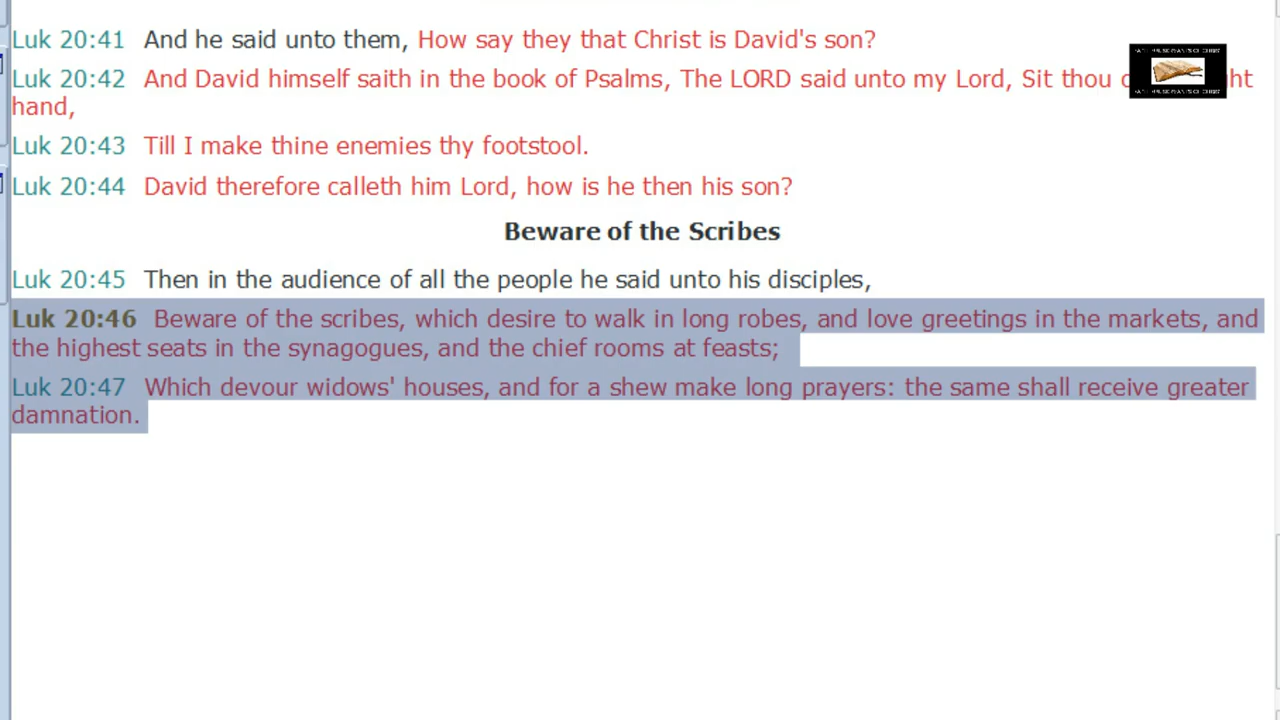 Luk 20:41 And he said unto them, How say they that Christ is David's son?
Luk 20:42 And David himself saith in the book of Psalms, The LORD said unto my Lord, Sit thou ht
hand,
Luk 20:43 Till I make thine enemies thy footstool.
Luk 20:44 David therefore calleth him Lord, how is he then his son?
Beware of the Scribes
Luk 20:45 Then in the audience of all the people he said unto his disciples,
Luk 20:46 Beware of the scribes, which desire to walk in long robes, and love greetings in the markets, and
the highest seats in the synagogues, and the chief rooms at feasts;
Luk 20:47 Which devour widows' houses, and for a shew make long prayers: the same shall receive greater
damnation.